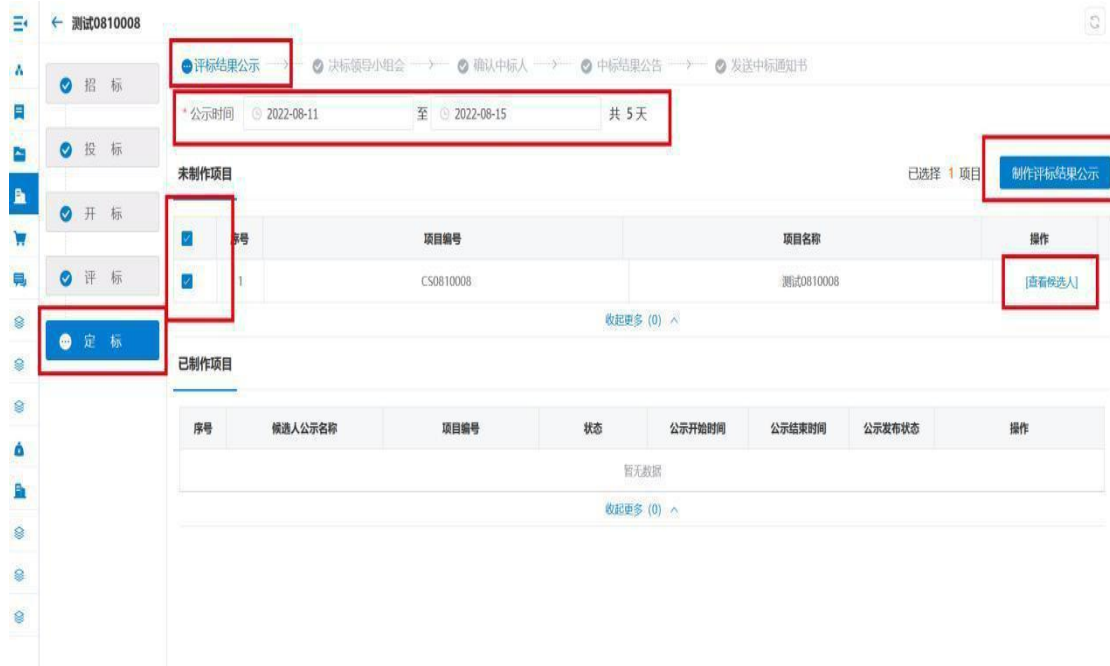 测试0810008
招 标
投 标
开 标
评 标
定 标
评标结果公示 决标领导小组会 确认中标人 中标结果公告 发送中标通知书
* 公示时间 2022-08-11 至 2022-08-15 共 5 天
未制作项目 已选择 1 项目 制作评标结果公示
序号 项目编号 项目名称 操作
1 CS0810008 测试0810008 [查看候选人]
收起更多 (0)
已制作项目
序号 候选人公示名称 项目编号 状态 公示开始时间 公示结束时间 公示发布状态 操作
暂无数据
收起更多 (0)